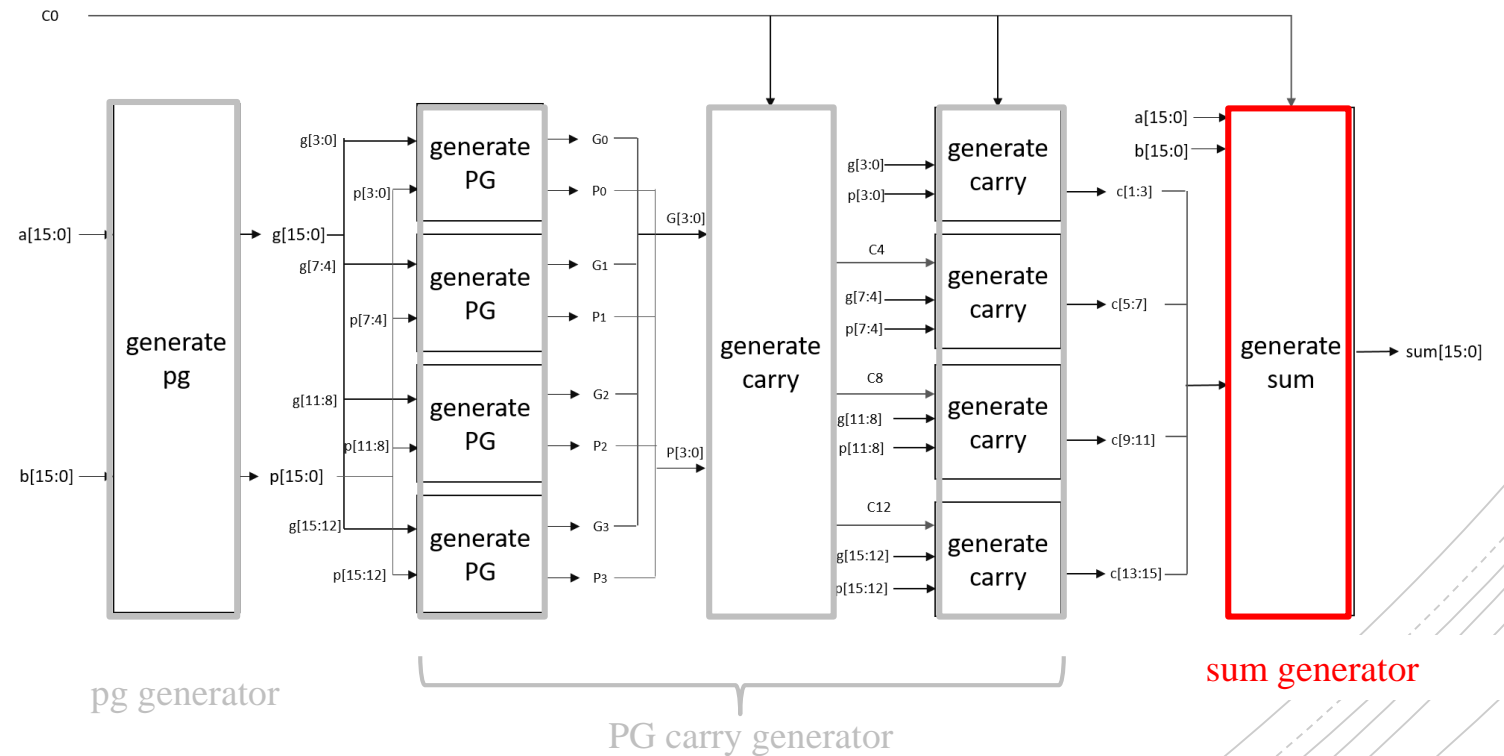 C0
a[15:0]
b[15:0]
generate
pg
g[15:0]
p[15:0]
g[3:0]
p[3:0]
g[7:4]
p[7:4]
g[11:8]
p[11:8]
g[15:12]
p[15:12]
generate
PG
generate
PG
generate
PG
generate
PG
G0
P0
G1
P1
G2
P2
G3
P3
G[3:0]
P[3:0]
generate
carry
g[3:0]
p[3:0]
C4
g[7:4]
p[7:4]
C8
g[11:8]
p[11:8]
C12
g[15:12]
p[15:12]
generate
carry
generate
carry
generate
carry
generate
carry
c[1:3]
c[5:7]
c[9:11]
c[13:15]
a[15:0]
b[15:0]
generate
sum
sum[15:0]
pg generator
PG carry generator
sum generator